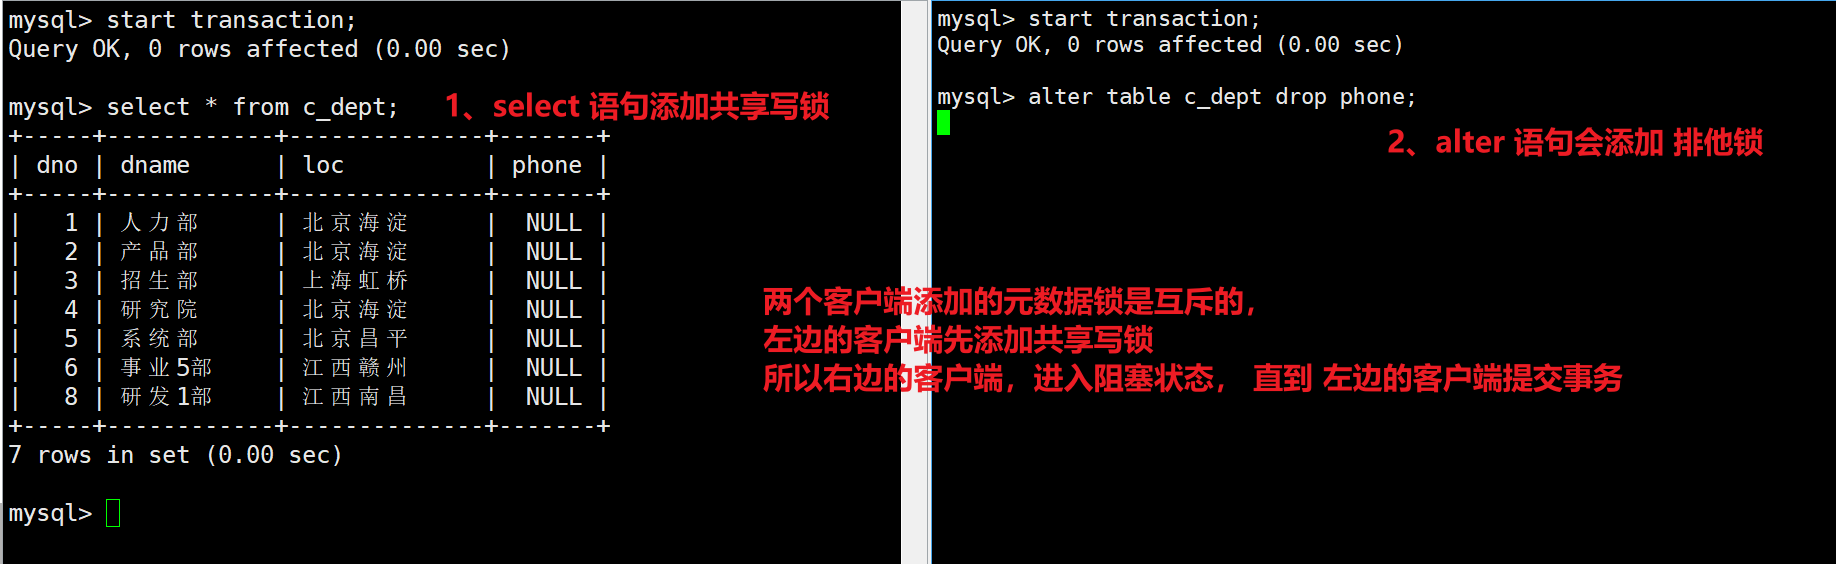 mysql> start transaction;
Query OK, 0 rows affected (0.00 sec)
mysql> select * from c_dept;
1、select 语句添加共享写锁
+-----+------------+--------------+-------+
| dno | dname      | loc          | phone |
+-----+------------+--------------+-------+
|   1 | 人力部     | 北京海淀     |  NULL |
|   2 | 产品部     | 北京海淀     |  NULL |
|   3 | 招生部     | 上海虹桥     |  NULL |
|   4 | 研究院     | 北京海淀     |  NULL |
|   5 | 系统部     | 北京昌平     |  NULL |
|   6 | 事业5部    | 江西赣州     |  NULL |
|   8 | 研发1部    | 江西南昌     |  NULL |
+-----+------------+--------------+-------+
7 rows in set (0.00 sec)
mysql>
mysql> start transaction;
Query OK, 0 rows affected (0.00 sec)
mysql> alter table c_dept drop phone;
2、alter 语句会添加 排他锁
两个客户端添加的元数据锁是互斥的，
左边的客户端先添加共享写锁
所以右边的客户端，进入阻塞状态， 直到 左边的客户端提交事务